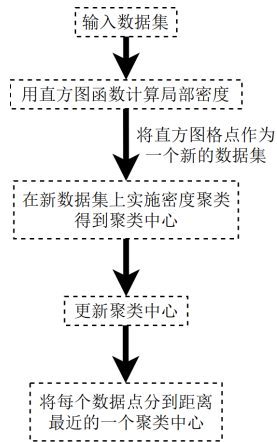 输入数据集
用直方图函数计算局部密度
将直方图格点作为
一个新的数据集
在新数据集上实施密度聚类
得到聚类中心
更新聚类中心
将每个数据点分到距离
最近的一个聚类中心